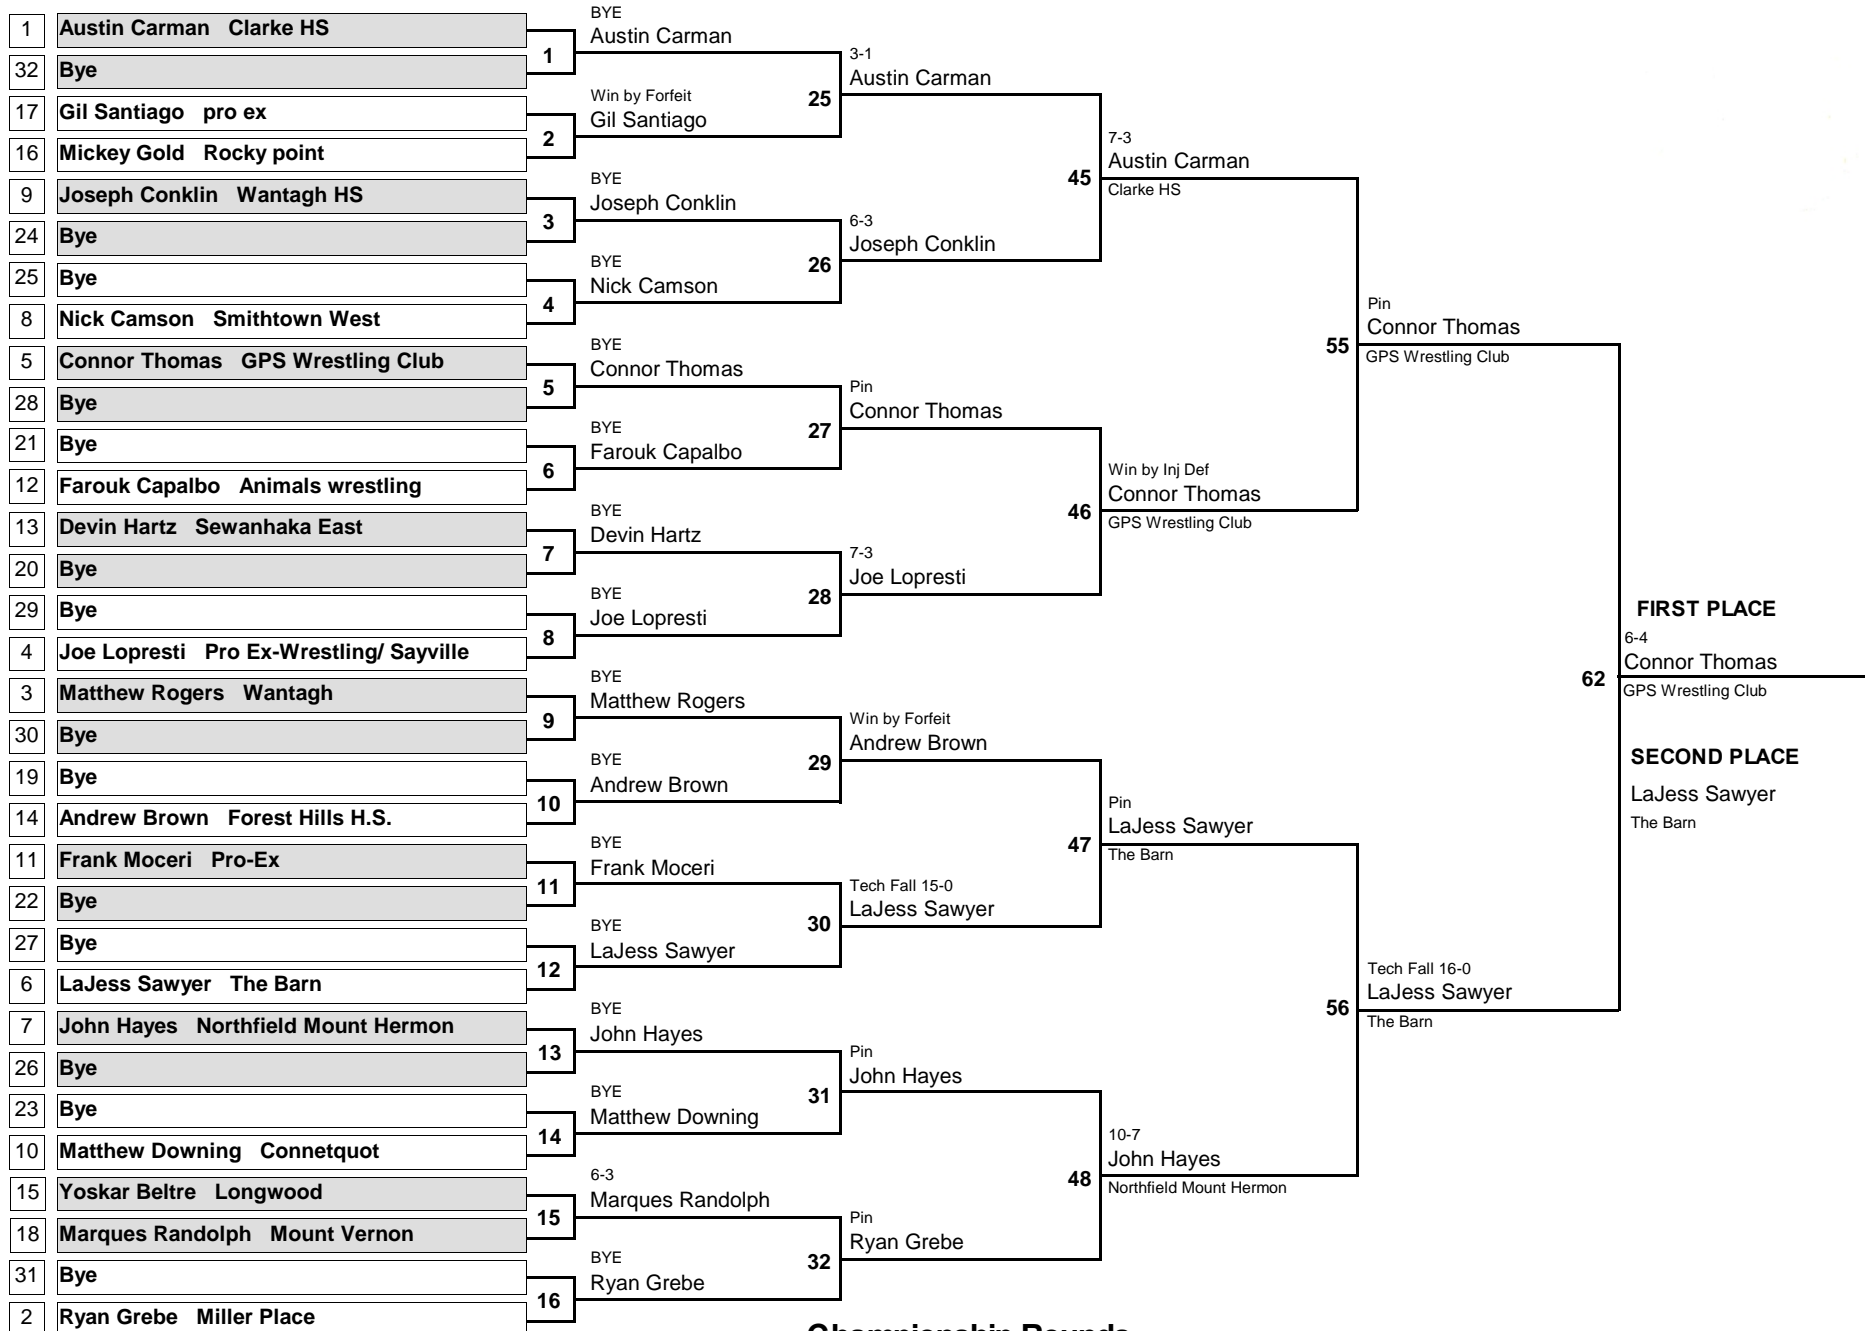 1 Austin Carman Clarke HS
32 Bye
17 Gil Santiago pro ex
16 Mickey Gold Rocky point
9 Joseph Conklin Wantagh HS
24 Bye
25 Bye
8 Nick Camson Smithtown West
5 Connor Thomas GPS Wrestling Club
28 Bye
21 Bye
12 Farouk Capalbo Animals wrestling
13 Devin Hartz Sewanhaka East
20 Bye
29 Bye
4 Joe Lopresti Pro Ex-Wrestling/ Sayville
3 Matthew Rogers Wantagh
30 Bye
19 Bye
14 Andrew Brown Forest Hills H.S.
11 Frank Moceri Pro-Ex
22 Bye
27 Bye
6 LaJess Sawyer The Barn
7 John Hayes Northfield Mount Hermon
26 Bye
23 Bye
10 Matthew Downing Connetquot
15 Yoskar Beltre Longwood
18 Marques Randolph Mount Vernon
31 Bye
2 Ryan Grebe Miller Place
1
2
3
4
5
6
7
8
9
10
11
12
13
14
15
16
BYE
Austin Carman
Win by Forfeit
Gil Santiago
BYE
Joseph Conklin
BYE
Nick Camson
BYE
Connor Thomas
BYE
Farouk Capalbo
BYE
Devin Hartz
BYE
Joe Lopresti
BYE
Matthew Rogers
BYE
Andrew Brown
BYE
Frank Moceri
BYE
LaJess Sawyer
BYE
John Hayes
BYE
Matthew Downing
6-3
Marques Randolph
BYE
Ryan Grebe
25
26
27
28
29
30
31
32
3-1
Austin Carman
6-3
Joseph Conklin
Pin
Connor Thomas
7-3
Joe Lopresti
Win by Forfeit
Andrew Brown
Tech Fall 15-0
LaJess Sawyer
Pin
John Hayes
Pin
Ryan Grebe
45
46
47
48
7-3
Austin Carman
Clarke HS
Win by Inj Def
Connor Thomas
GPS Wrestling Club
Pin
LaJess Sawyer
The Barn
10-7
John Hayes
Northfield Mount Hermon
55
56
Pin
Connor Thomas
GPS Wrestling Club
Tech Fall 16-0
LaJess Sawyer
The Barn
62
FIRST PLACE
6-4
Connor Thomas
GPS Wrestling Club
SECOND PLACE
LaJess Sawyer
The Barn
Championship Rounds